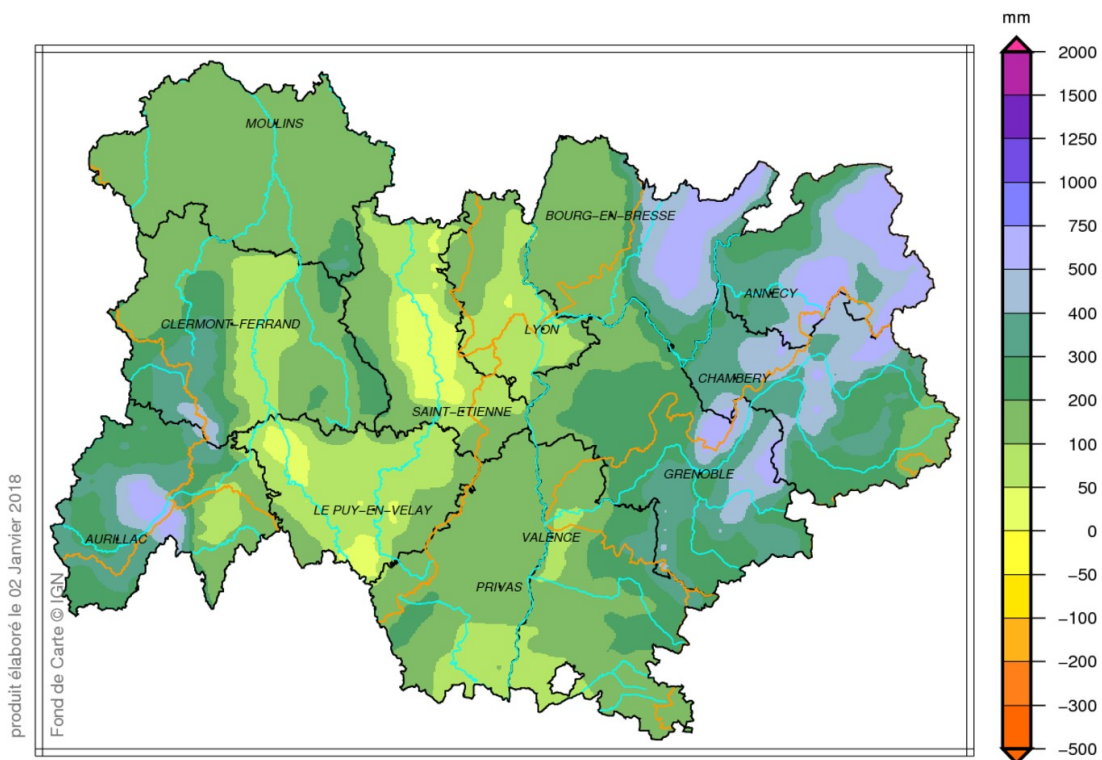 mm
2000
1500
1250
1000
750
500
400
300
200
100
50
0
−50
−100
−200
−300
−500
MOULINS
BOURG−EN−BRESSE
ANNECY
CLERMONT−FERRAND
LYON
CHAMBERY
SAINT−ETIENNE
GRENOBLE
LE PUY−EN−VELAY
AURILLAC
VALENCE
PRIVAS
produit élaboré le 02 Janvier 2018
Fond de Carte © IGN